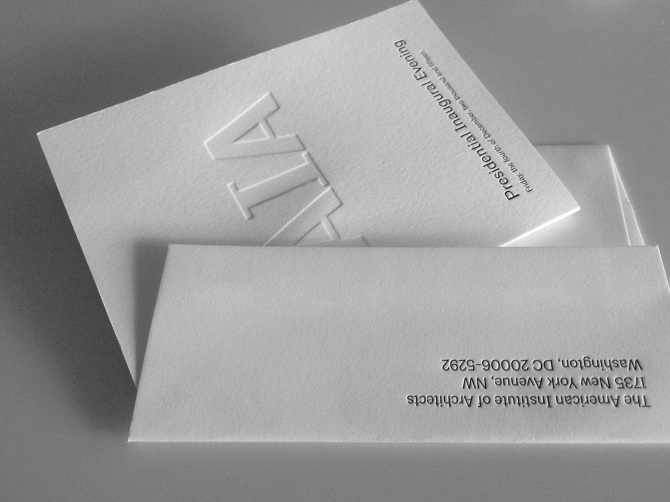 AIA
Presidential Inaugural Evening
Friday, the fourth of December, two thousand and fifteen
The American Institute of Architects
1735 New York Avenue, NW
Washington, DC 20006-5292